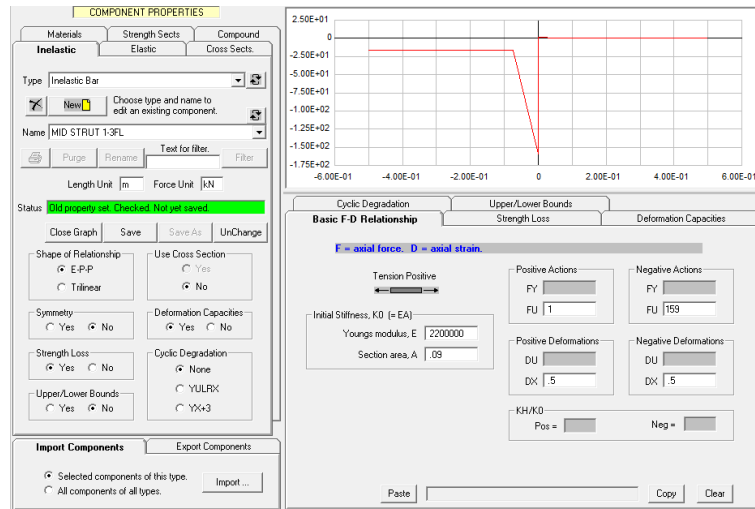 COMPONENT PROPERTIES
Materials Strength Sects Compound
Inelastic Elastic Cross Sects.
Type Inelastic Bar
New Choose type and name to
edit an existing component.
Name MID STRUT 1-3FL
Text for filter.
Purge Rename Filter
Length Unit m Force Unit kN
Status Old property set. Checked. Not yet saved.
Close Graph Save Save As UnChange
Shape of Relationship
E-P-P
Trilinear
Use Cross Section
Yes
No
Symmetry
Yes No
Deformation Capacities
Yes No
Strength Loss
Yes No
Cyclic Degradation
None
YULRX
YX+3
Upper/Lower Bounds
Yes No
Import Components Export Components
Selected components of this type.
All components of all types.
Import ...
2.50E+01
0
-2.50E+01
-5.00E+01
-7.50E+01
-1.00E+02
-1.25E+02
-1.50E+02
-1.75E+02
-6.00E-01 -4.00E-01 -2.00E-01 0 2.00E-01 4.00E-01 6.00E-01
Cyclic Degradation Upper/Lower Bounds
Basic F-D Relationship Strength Loss Deformation Capacities
F = axial force. D = axial strain.
Tension Positive
Initial Stiffness, K0 (= EA)
Youngs modulus, E 2200000
Section area, A .09
Positive Actions
FY
FU 1
Negative Actions
FY
FU 159
Positive Deformations
DU
DX .5
Negative Deformations
DU
DX .5
KH/K0
Pos = Neg =
Paste Copy Clear